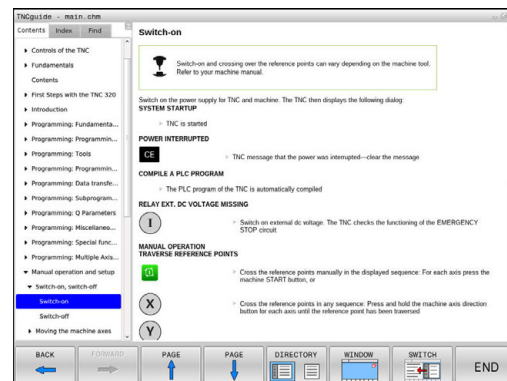 TNCguide - main.chm
Contents Index Find
Controls of the TNC
Fundamentals
Contents
First Steps with the TNC 320
Introduction
Programming: Fundamenta...
Programming: Programmin...
Programming: Tools
Programming: Programmin...
Programming: Data transfe...
Programming: Subprogram...
Programming: Q Parameters
Programming: Miscellaneo...
Programming: Special func...
Programming: Multiple Axis...
Manual operation and setup
Switch-on, switch-off
Switch-on
Switch-off
Moving the machine axes
Switch-on
Switch-on and crossing over the reference points can vary depending on the machine tool.
Refer to your machine manual.
Switch on the power supply for TNC and machine. The TNC then displays the following dialog:
SYSTEM STARTUP
TNC is started
POWER INTERRUPTED
CE
TNC message that the power was interrupted—clear the message
COMPILE A PLC PROGRAM
The PLC program of the TNC is automatically compiled
RELAY EXT. DC VOLTAGE MISSING
I
Switch on external dc voltage. The TNC checks the functioning of the EMERGENCY
STOP circuit
MANUAL OPERATION
TRAVERSE REFERENCE POINTS
Cross the reference points manually in the displayed sequence: For each axis press the
machine START button, or
X
Cross the reference points in any sequence: Press and hold the machine axis direction
button for each axis until the reference point has been traversed
Y
BACK FORWARD PAGE PAGE DIRECTORY WINDOW SWITCH END